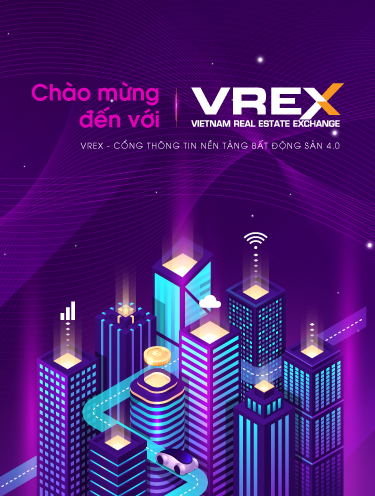 Chào mừng
đến với
VREX
VIETNAM REAL ESTATE EXCHANGE
VREX - CỔNG THÔNG TIN NỀN TẢNG BẤT ĐỘNG SẢN 4.0